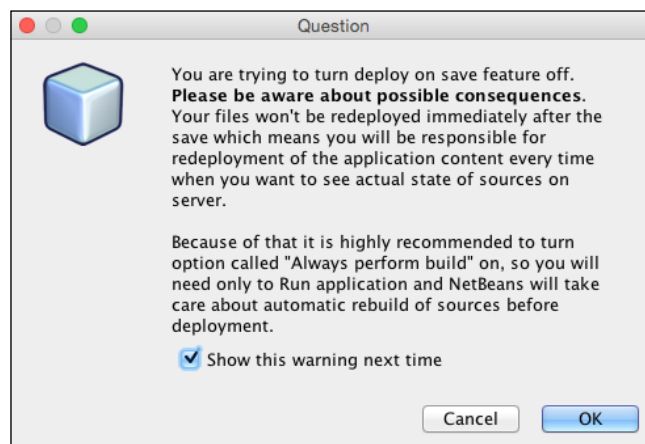 Question
You are trying to turn deploy on save feature off.
Please be aware about possible consequences.
Your files won't be redeployed immediately after the
save which means you will be responsible for
redeployment of the application content every time
when you want to see actual state of sources on
server.
Because of that it is highly recommended to turn
option called "Always perform build" on, so you will
need only to Run application and NetBeans will take
care about automatic rebuild of sources before
deployment.
Show this warning next time
Cancel
OK